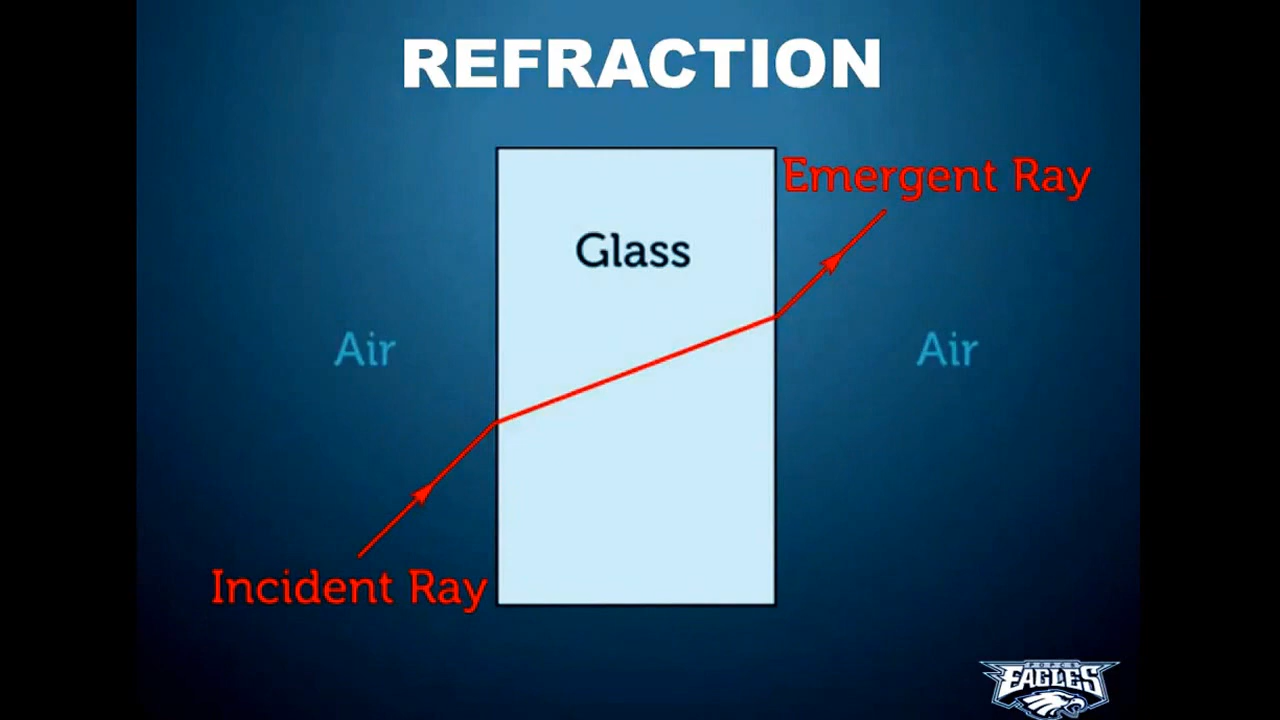 REFRACTION
Emergent Ray
Glass
Air
Air
Incident Ray
EAGLES